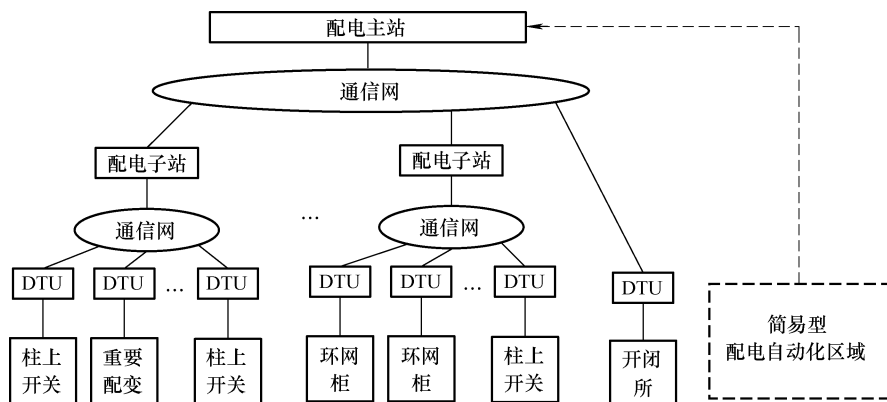 配电主站
通信网
配电子站
配电子站
通信网
…
通信网
DTU
DTU
…
DTU
DTU
DTU
…
DTU
DTU
柱上
开关
重要
配变
柱上
开关
环网
柜
环网
柜
柱上
开关
开闭
所
简易型
配电自动化区域